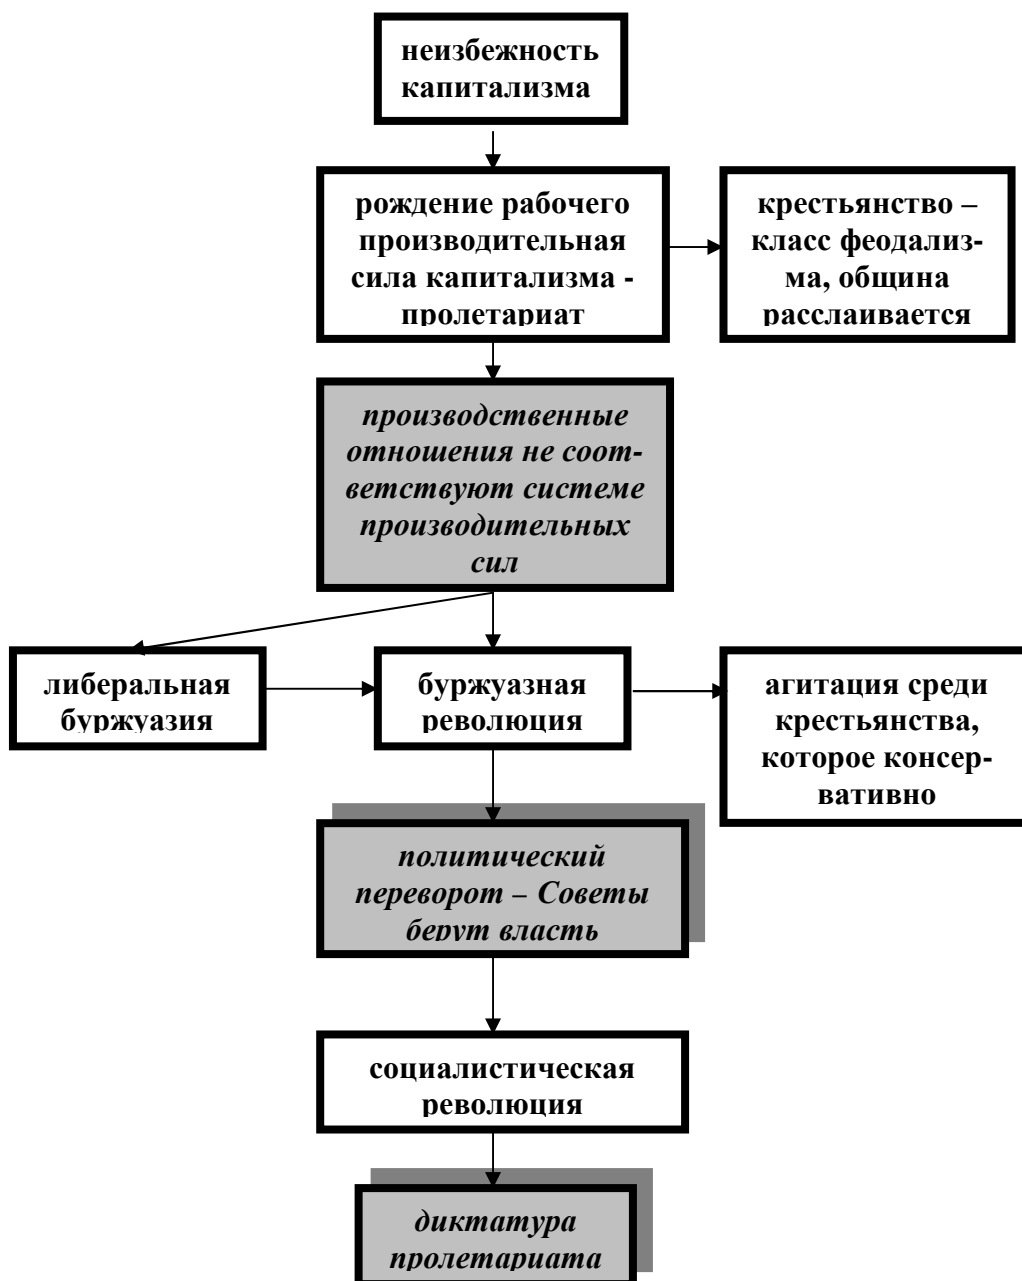 неизбежность
капитализма
рождение рабочего
производительная
сила капитализма -
пролетариат
крестьянство –
класс феодализ-
ма, община
расслаивается
производственные
отношения не соот-
ветствуют системе
производительных
сил
либеральная
буржуазия
буржуазная
революция
агитация среди
крестьянства,
которое консер-
вативно
политический
переворот – Советы
берут власть
социалистическая
революция
диктатура
пролетариата